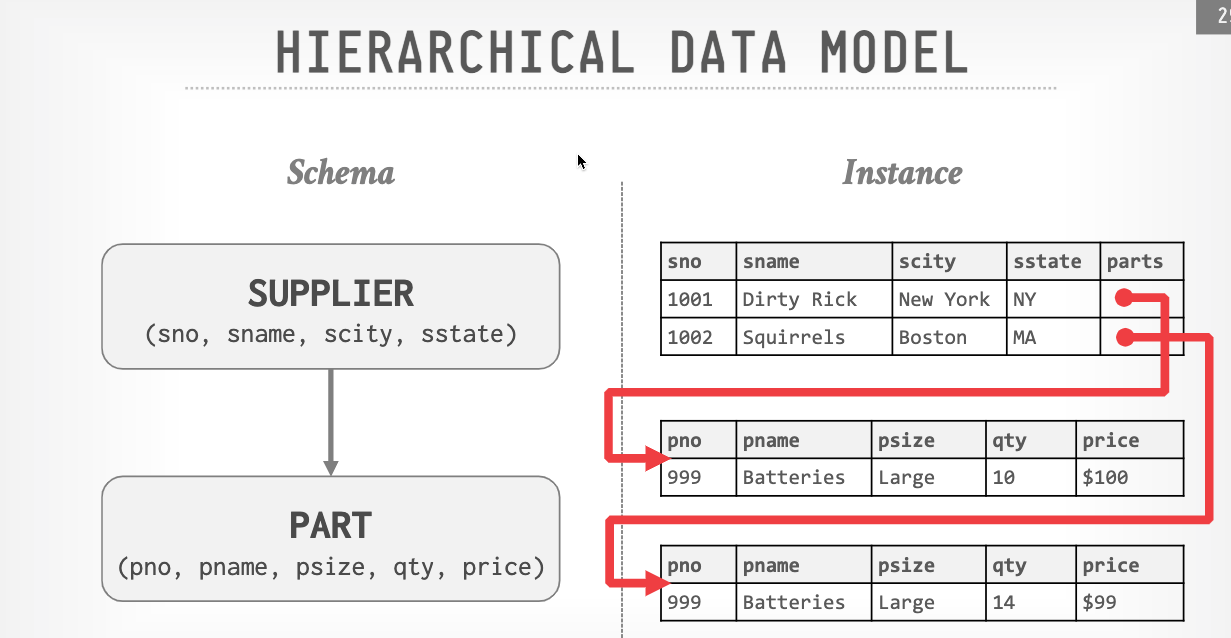 HIERARCHICAL DATA MODEL
Schema
SUPPLIER
(sno, sname, scity, sstate)
PART
(pno, pname, psize, qty, price)
Instance
sno sname scity sstate parts
1001 Dirty Rick New York NY
1002 Squirrels Boston MA
pno pname psize qty price
999 Batteries Large 10 $100
pno pname psize qty price
999 Batteries Large 14 $99